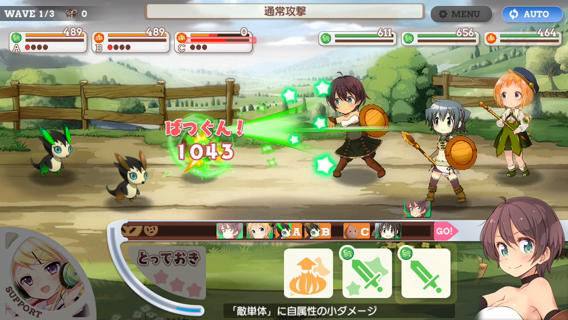 WAVE 1/3 0
通常攻撃
MENU
AUTO
489
489
0
611
656
464
A
B
C
ばつぐん!
1043
A B C GO!
とっておき
SUPPORT
「敵単体」に自属性の小ダメージ